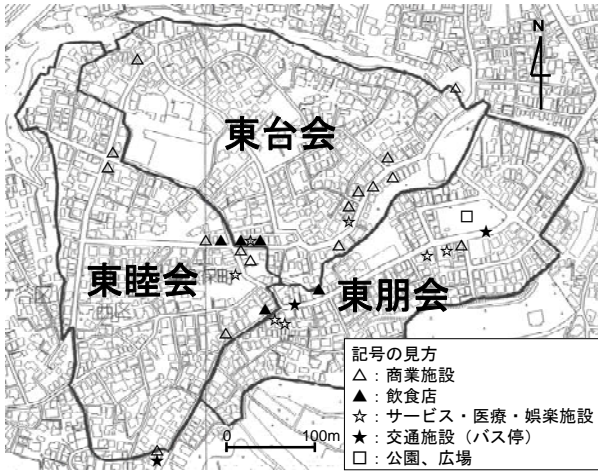 N
東台会
東睦会
東朋会
記号の見方
△：商業施設
▲：飲食店
☆：サービス・医療・娯楽施設
★：交通施設（バス停）
□：公園、広場
0 100m